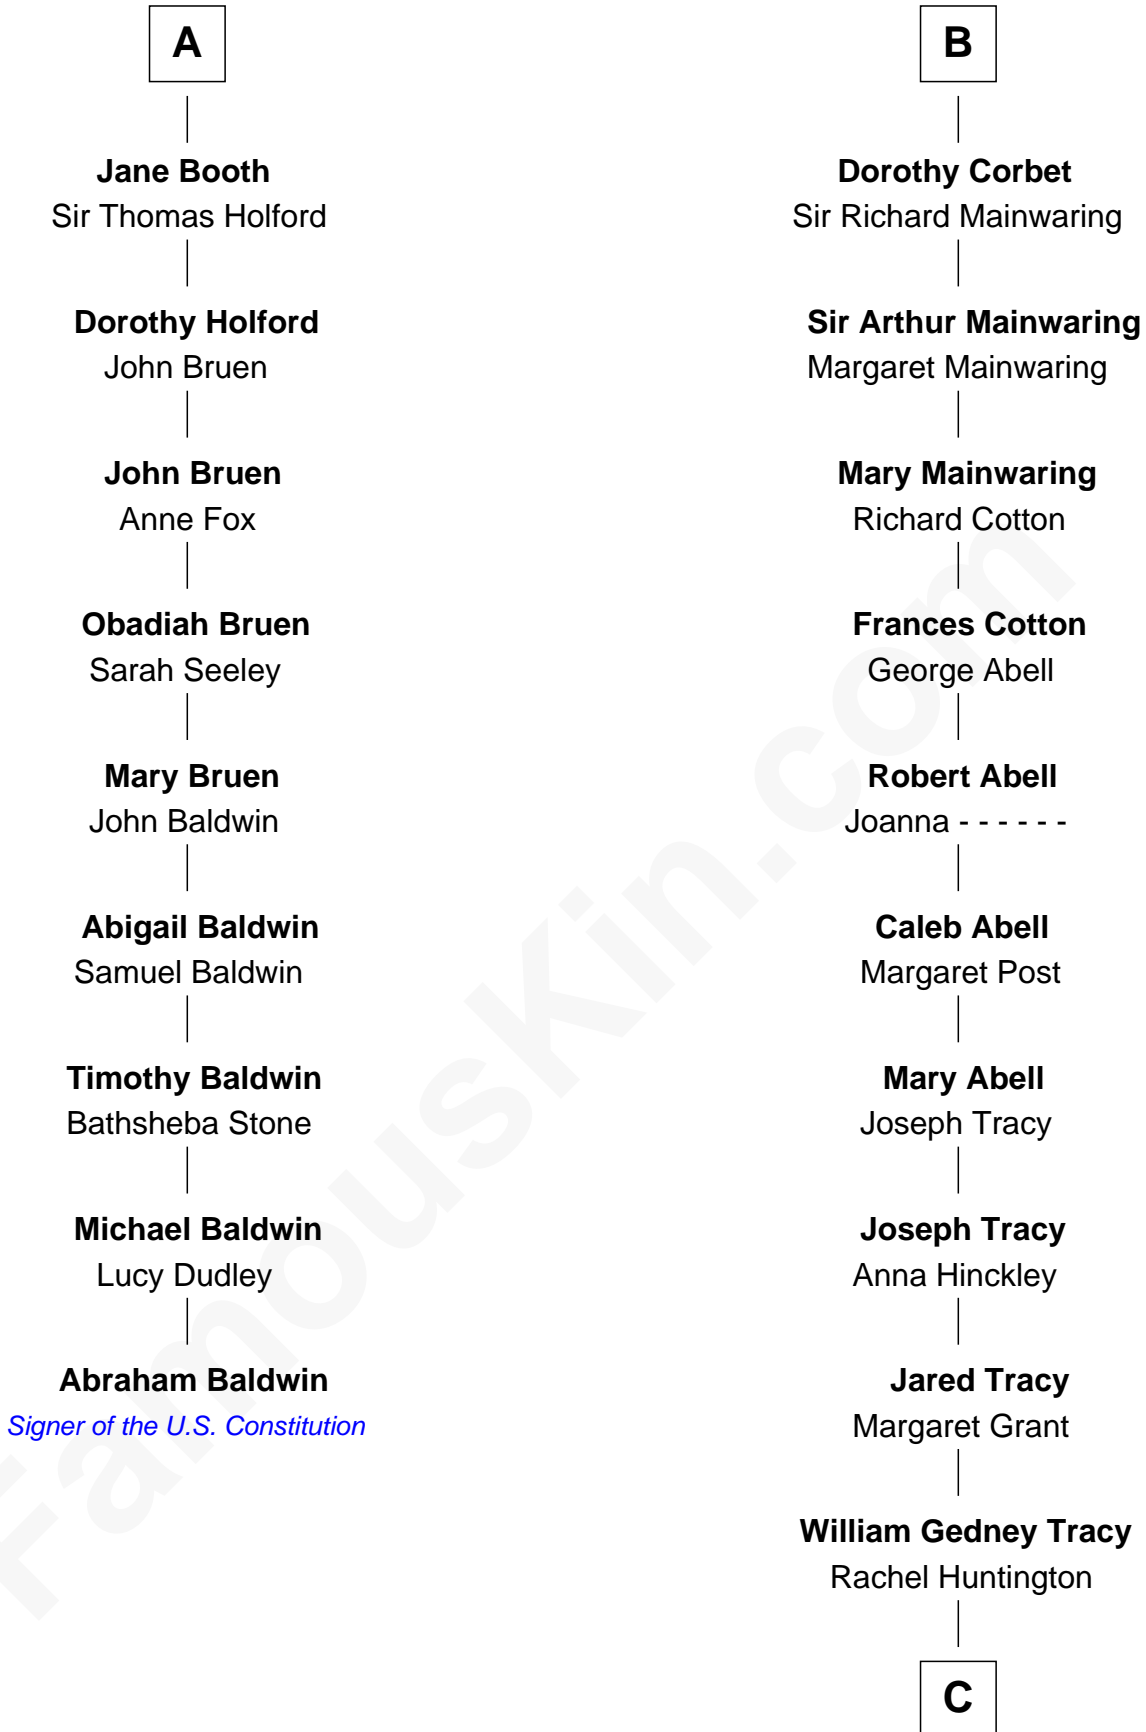 A
Jane Booth
Sir Thomas Holford
Dorothy Holford
John Bruen
John Bruen
Anne Fox
Obadiah Bruen
Sarah Seeley
Mary Bruen
John Baldwin
Abigail Baldwin
Samuel Baldwin
Timothy Baldwin
Bathsheba Stone
Michael Baldwin
Lucy Dudley
Abraham Baldwin
Signer of the U.S. Constitution
B
Dorothy Corbet
Sir Richard Mainwaring
Sir Arthur Mainwaring
Margaret Mainwaring
Mary Mainwaring
Richard Cotton
Frances Cotton
George Abell
Robert Abell
Joanna - - - - - -
Caleb Abell
Margaret Post
Mary Abell
Joseph Tracy
Joseph Tracy
Anna Hinckley
Jared Tracy
Margaret Grant
William Gedney Tracy
Rachel Huntington
C
FamousKin.com